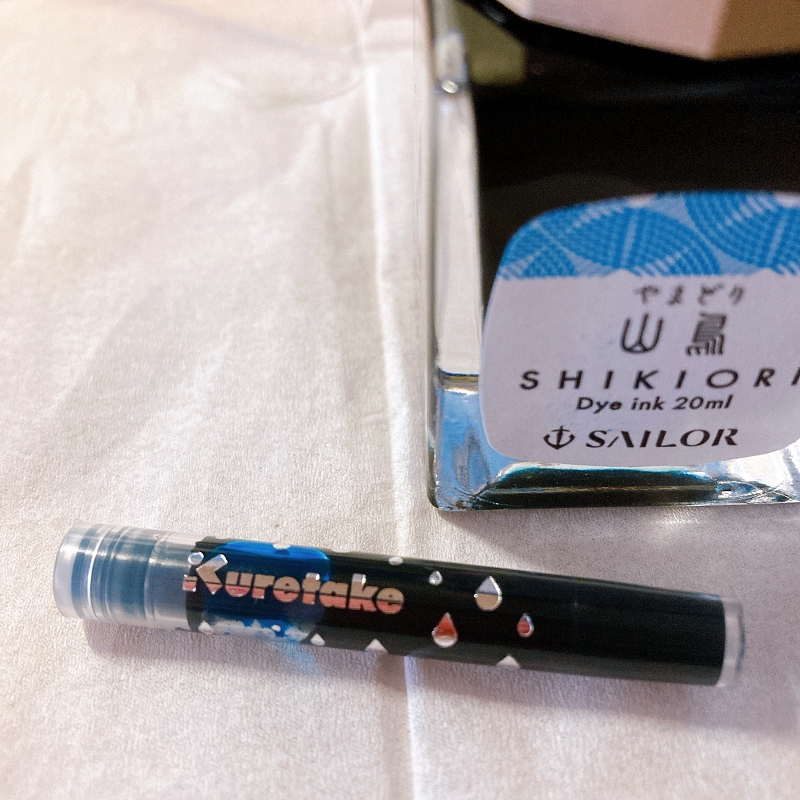 やまどり
山鳥
SHIKIORI
Dye ink 20ml
SAILOR
Kuretake